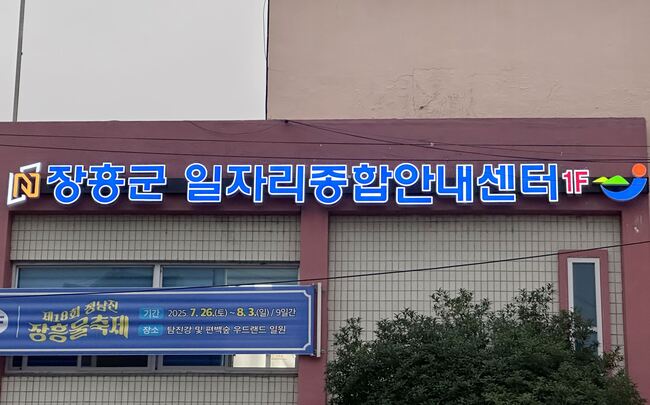 장흥군 일자리종합안내센터 1F
제18회 정남진
장흥물축제
기간 2025. 7. 26.(토) ~ 8. 3.(일) / 9일간
장소 탐진강 및 편백숲 우드랜드 일원